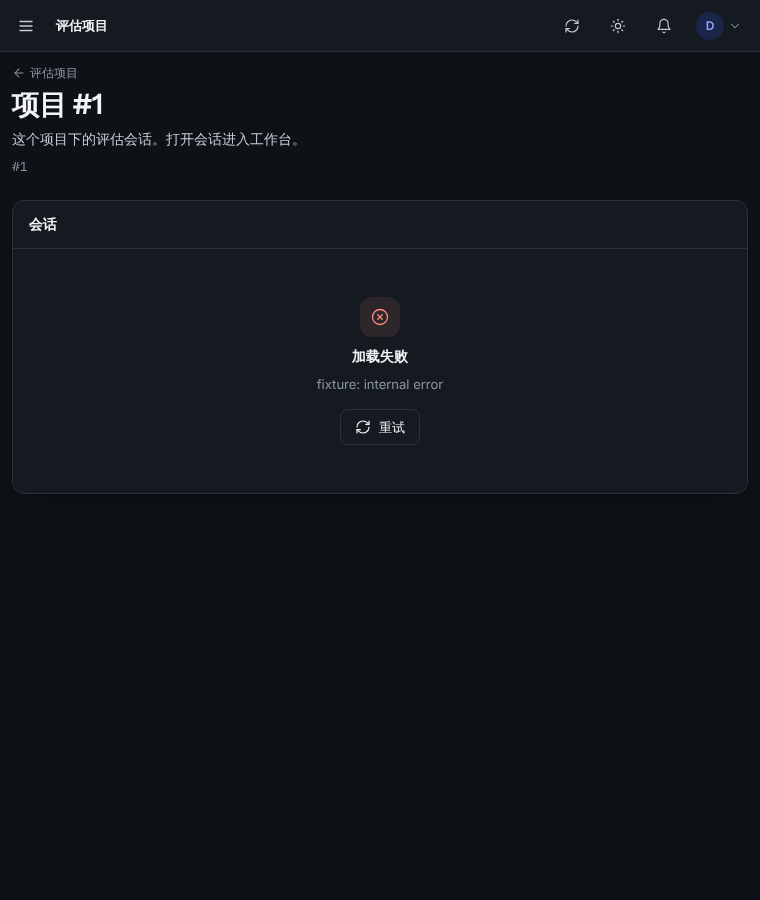 评估项目
D
评估项目
项目 #1
这个项目下的评估会话。打开会话进入工作台。
#1
会话
加载失败
fixture: internal error
重试